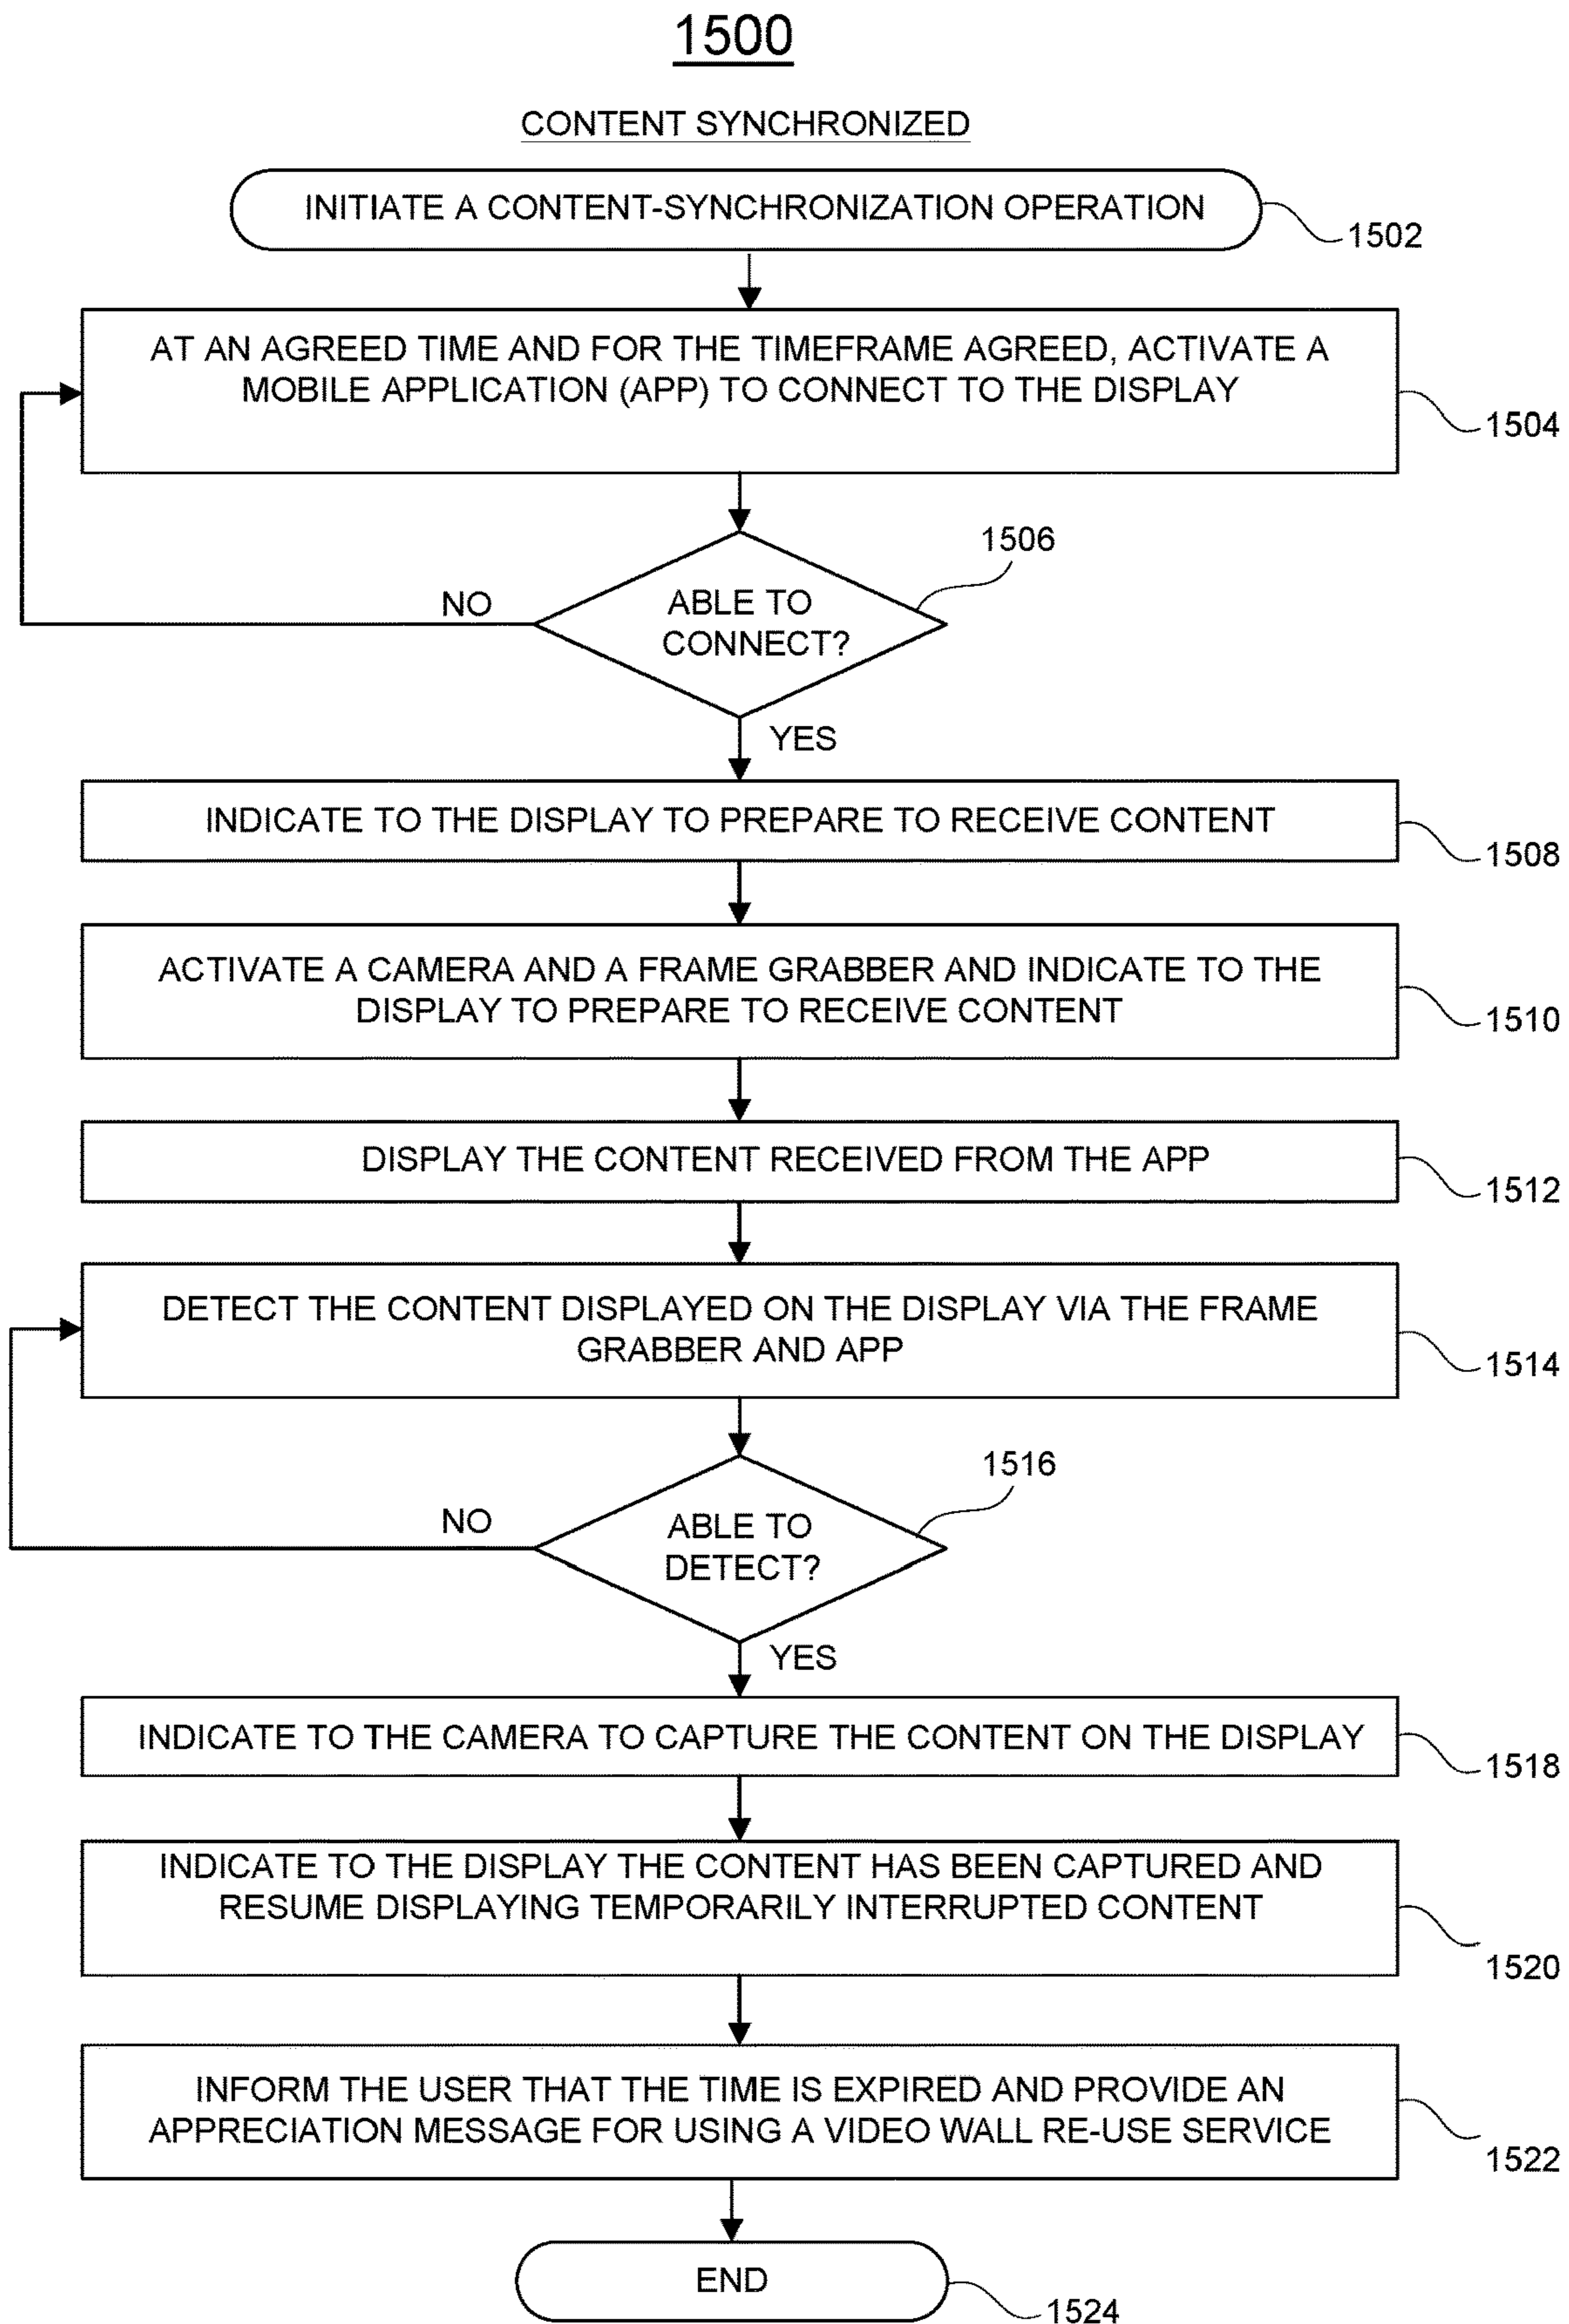 1500
CONTENT SYNCHRONIZED
INITIATE A CONTENT-SYNCHRONIZATION OPERATION
1502
AT AN AGREED TIME AND FOR THE TIMEFRAME AGREED, ACTIVATE A
MOBILE APPLICATION (APP) TO CONNECT TO THE DISPLAY
1504
1506
ABLE TO
CONNECT?
NO
YES
INDICATE TO THE DISPLAY TO PREPARE TO RECEIVE CONTENT
1508
ACTIVATE A CAMERA AND A FRAME GRABBER AND INDICATE TO THE
DISPLAY TO PREPARE TO RECEIVE CONTENT
1510
DISPLAY THE CONTENT RECEIVED FROM THE APP
1512
DETECT THE CONTENT DISPLAYED ON THE DISPLAY VIA THE FRAME
GRABBER AND APP
1514
1516
ABLE TO
DETECT?
NO
YES
INDICATE TO THE CAMERA TO CAPTURE THE CONTENT ON THE DISPLAY
1518
INDICATE TO THE DISPLAY THE CONTENT HAS BEEN CAPTURED AND
RESUME DISPLAYING TEMPORARILY INTERRUPTED CONTENT
1520
INFORM THE USER THAT THE TIME IS EXPIRED AND PROVIDE AN
APPRECIATION MESSAGE FOR USING A VIDEO WALL RE-USE SERVICE
1522
END
1524